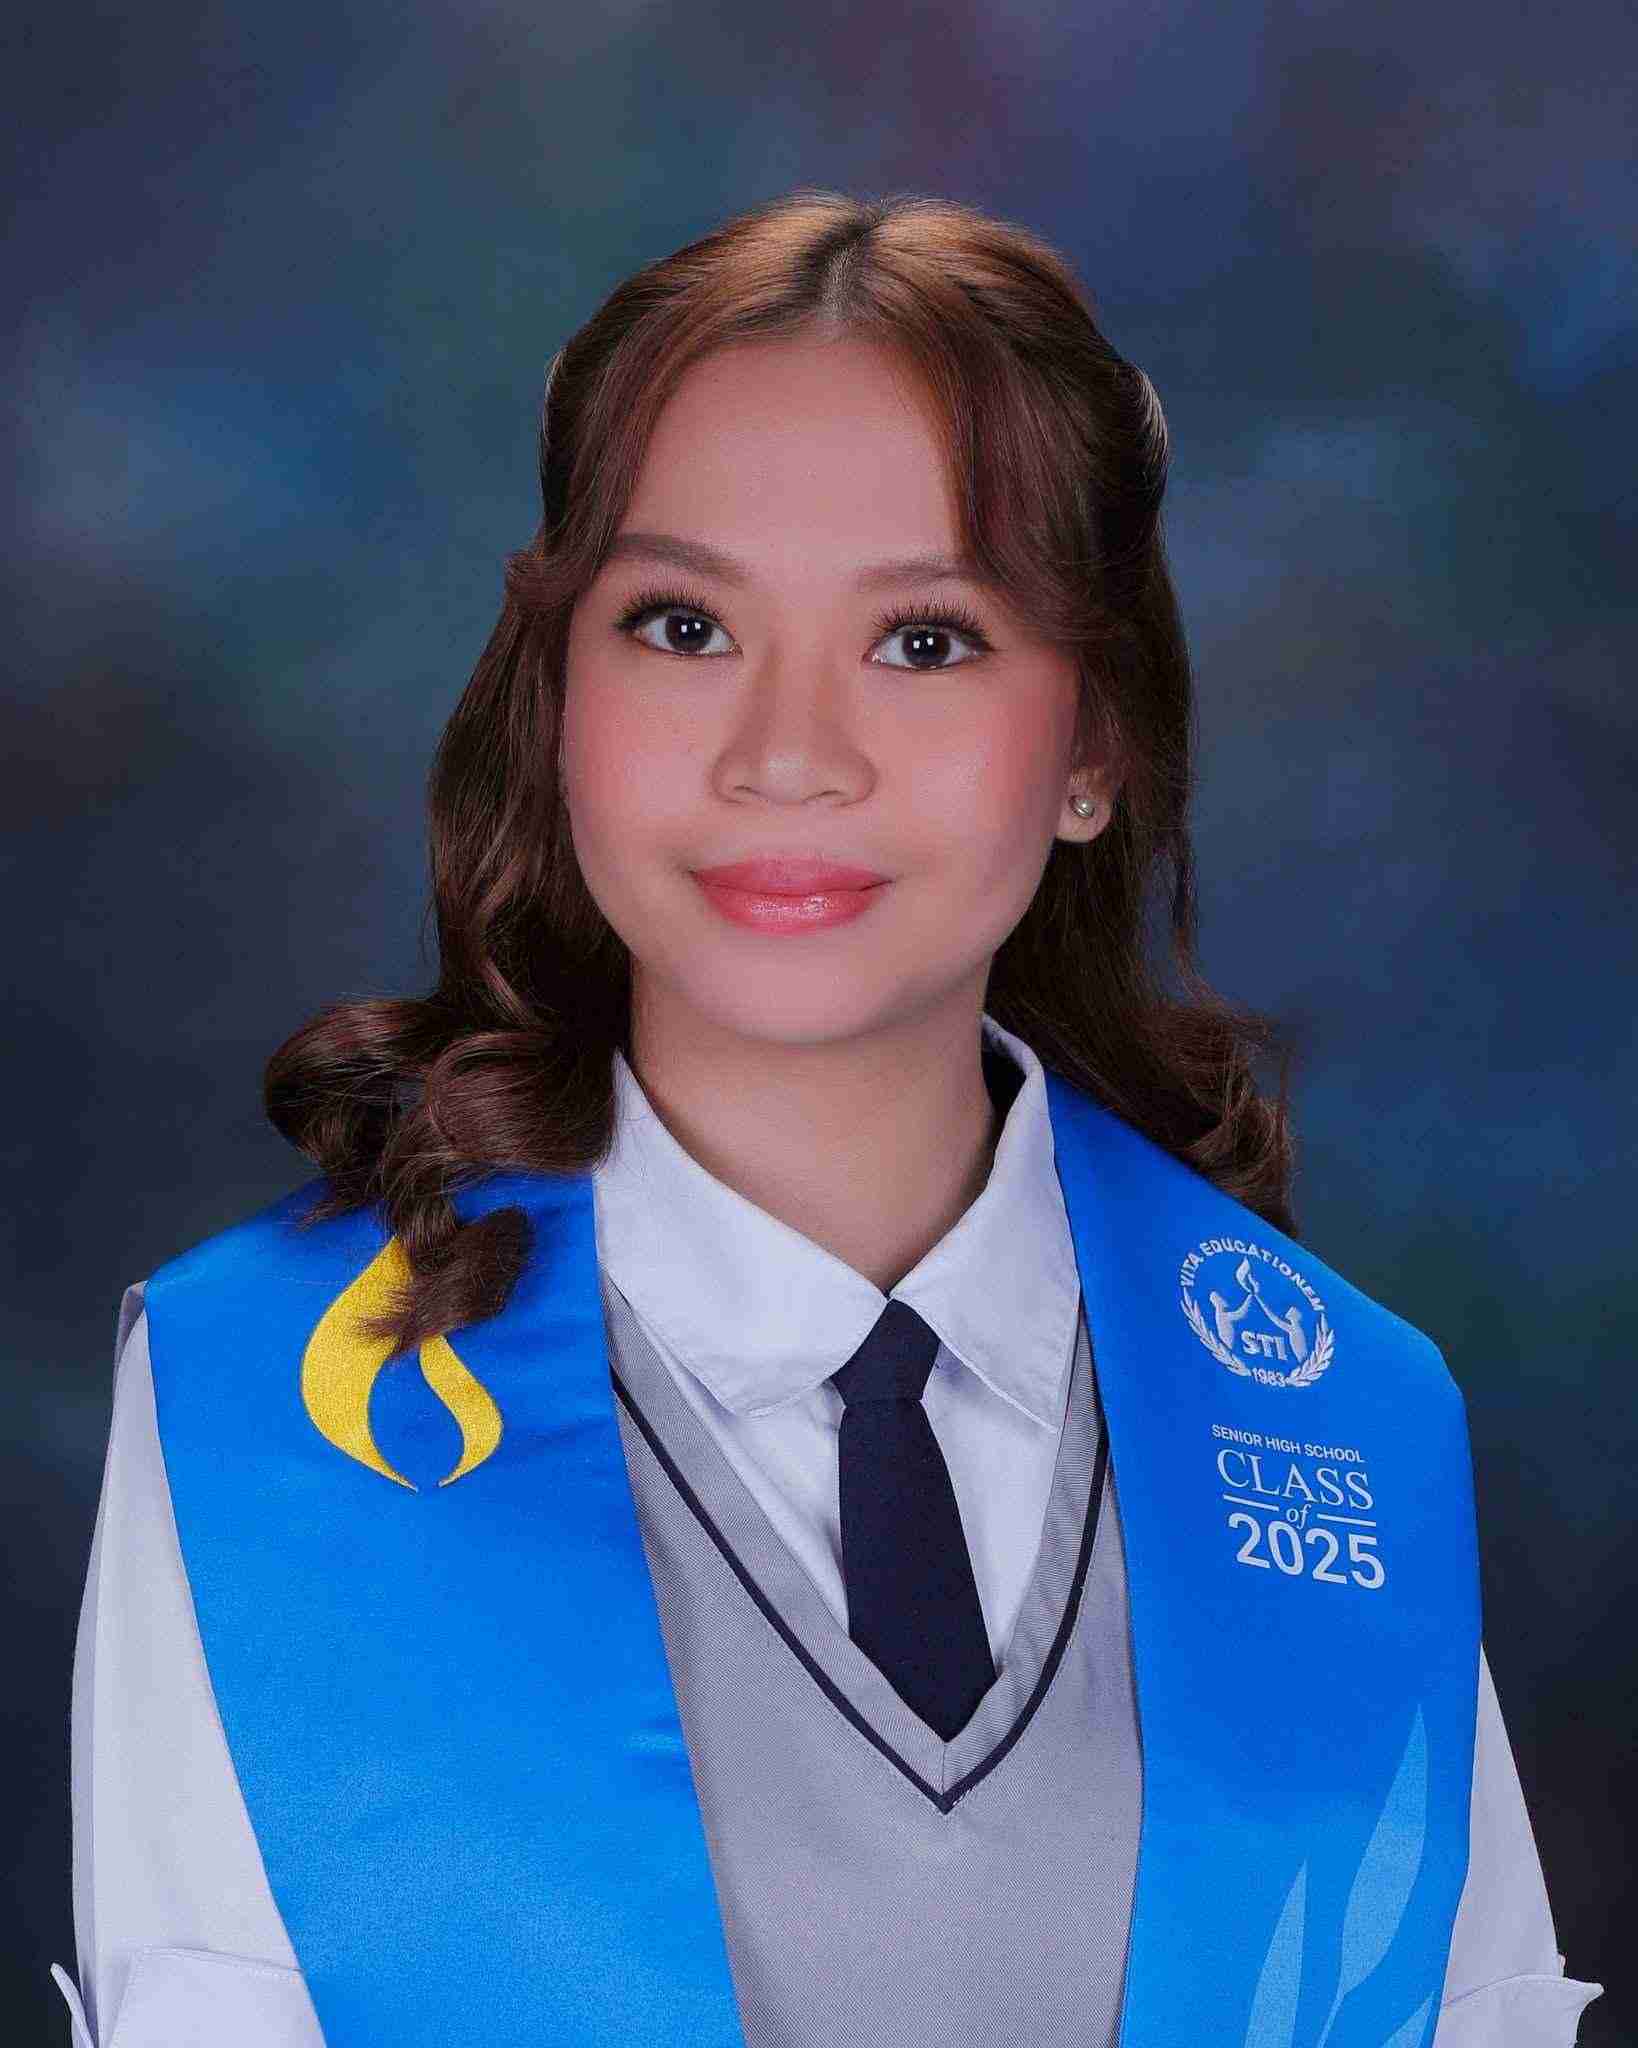 VITA EDUCATIONEM
STI
1983
SENIOR HIGH SCHOOL
CLASS
of
2025